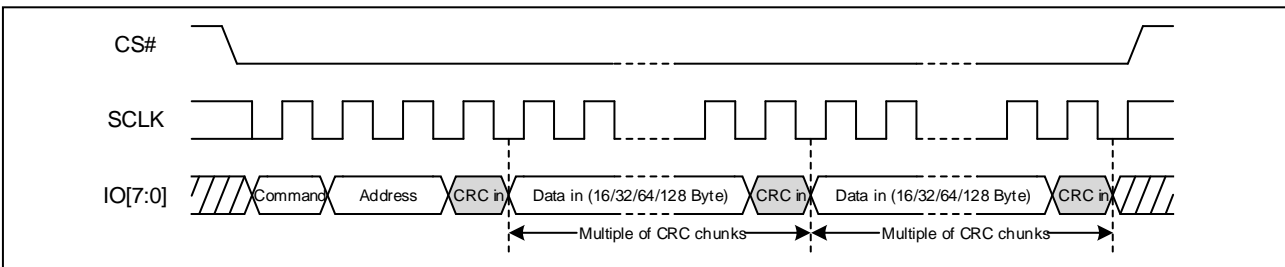 CS#
SCLK
IO[7:0]
Command
Address
CRC in
Data in (16/32/64/128 Byte)
CRC in
Data in (16/32/64/128 Byte)
CRC in
Multiple of CRC chunks
Multiple of CRC chunks